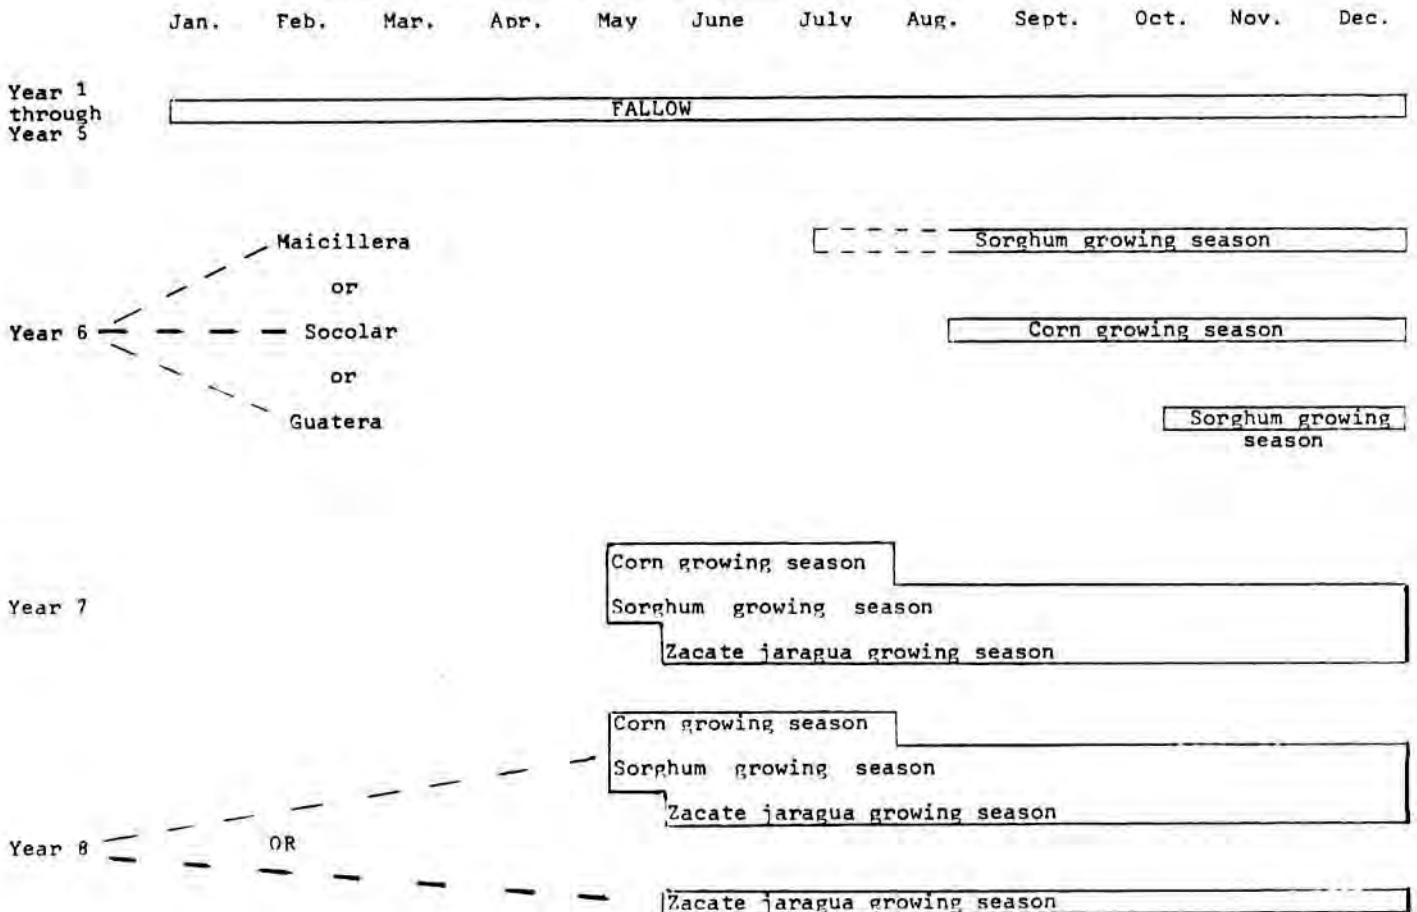 Jan. Feb. Mar. Apr. May June July Aug. Sept. Oct. Nov. Dec.
Year 1
through
Year 5
FALLOW
Maicillera
Sorghum growing season
or
Year 6
Socolar
Corn growing season
or
Guatera
Sorghum growing
season
Corn growing season
Year 7
Sorghum growing season
Zacate jaragua growing season
Corn growing season
Sorghum growing season
Zacate jaragua growing season
Year 8
OR
Zacate jaragua growing season